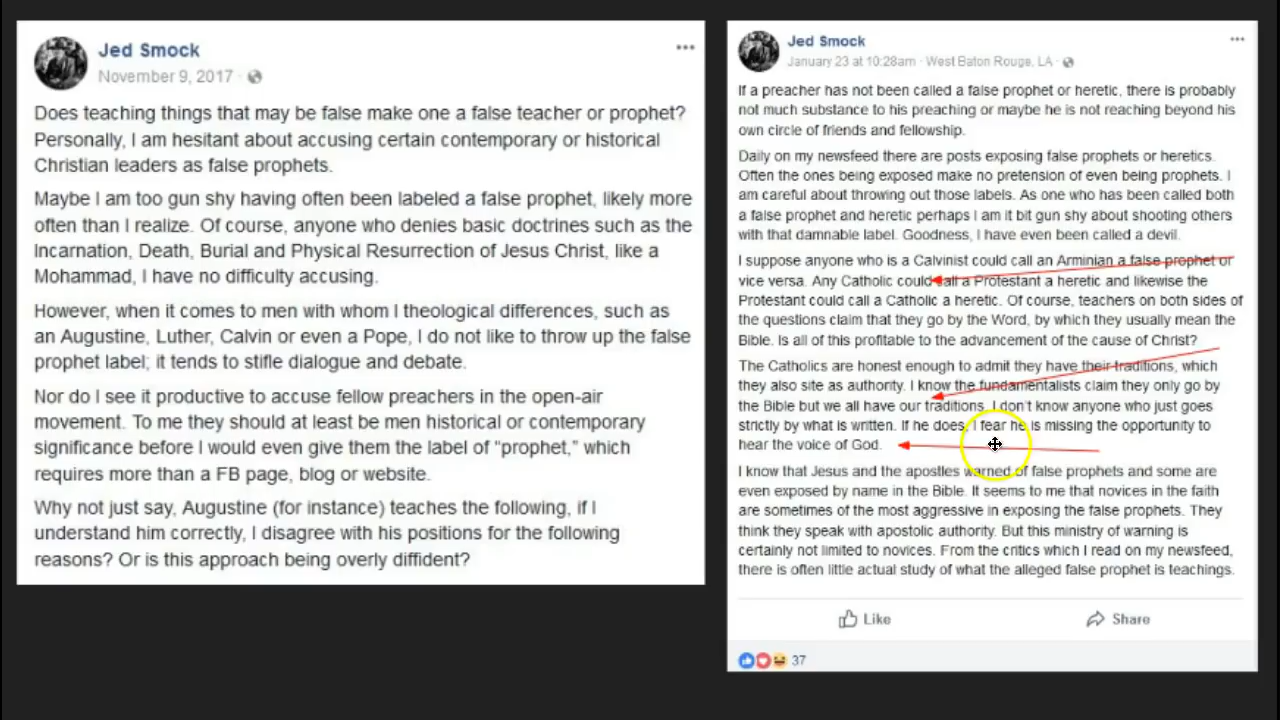 Jed Smock
November 9, 2017
Does teaching things that may be false make one a false teacher or prophet?
Personally, I am hesitant about accusing certain contemporary or historical
Christian leaders as false prophets.
Maybe I am too gun shy having often been labeled a false prophet, likely more
often than I realize. Of course, anyone who denies basic doctrines such as the
Incarnation, Death, Burial and Physical Resurrection of Jesus Christ, like a
Mohammad, I have no difficulty accusing.
However, when it comes to men with whom I theological differences, such as
an Augustine, Luther, Calvin or even a Pope, I do not like to throw up the false
prophet label; it tends to stifle dialogue and debate.
Nor do I see it productive to accuse fellow preachers in the open-air
movement. To me they should at least be men historical or contemporary
significance before I would even give them the label of "prophet," which
requires more than a FB page, blog or website.
Why not just say, Augustine (for instance) teaches the following, if I
understand him correctly, I disagree with his positions for the following
reasons? Or is this approach being overly diffident?
Jed Smock
January 23 at 10:28am · West Baton Rouge, LA ·
If a preacher has not been called a false prophet or heretic, there is probably
not much substance to his preaching or maybe he is not reaching beyond his
own circle of friends and fellowship.
Daily on my newsfeed there are posts exposing false prophets or heretics.
Often the ones being exposed make no pretension of even being prophets. I
am careful about throwing out those labels. As one who has been called both
a false prophet and heretic perhaps I am it bit gun shy about shooting others
with that damnable label. Goodness, I have even been called a devil.
I suppose anyone who is a Calvinist could call an Arminian a false prophet or
vice versa. Any Catholic could call a Protestant a heretic and likewise the
Protestant could call a Catholic a heretic. Of course, teachers on both sides of
the questions claim that they go by the Word, by which they usually mean the
Bible. Is all of this profitable to the advancement of the cause of Christ?
The Catholics are honest enough to admit they have their traditions, which
they also site as authority. I know the fundamentalists claim they only go by
the Bible but we all have our traditions. I don't know anyone who just goes
strictly by what is written. If he does, I fear he is missing the opportunity to
hear the voice of God.
I know that Jesus and the apostles warned of false prophets and some are
even exposed by name in the Bible. It seems to me that novices in the faith
are sometimes of the most aggressive in exposing the false prophets. They
think they speak with apostolic authority. But this ministry of warning is
certainly not limited to novices. From the critics which I read on my newsfeed,
there is often little actual study of what the alleged false prophet is teachings.
Like
Share
37